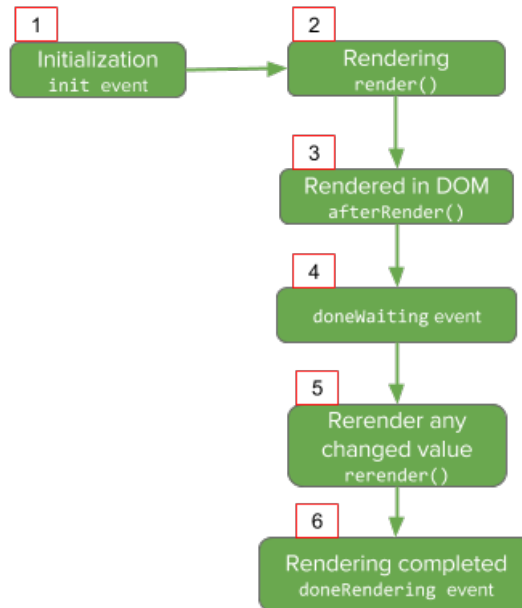 1
Initialization
init event
2
Rendering
render()
3
Rendered in DOM
afterRender()
4
doneWaiting event
5
Rerender any
changed value
rerender()
6
Rendering completed
doneRendering event